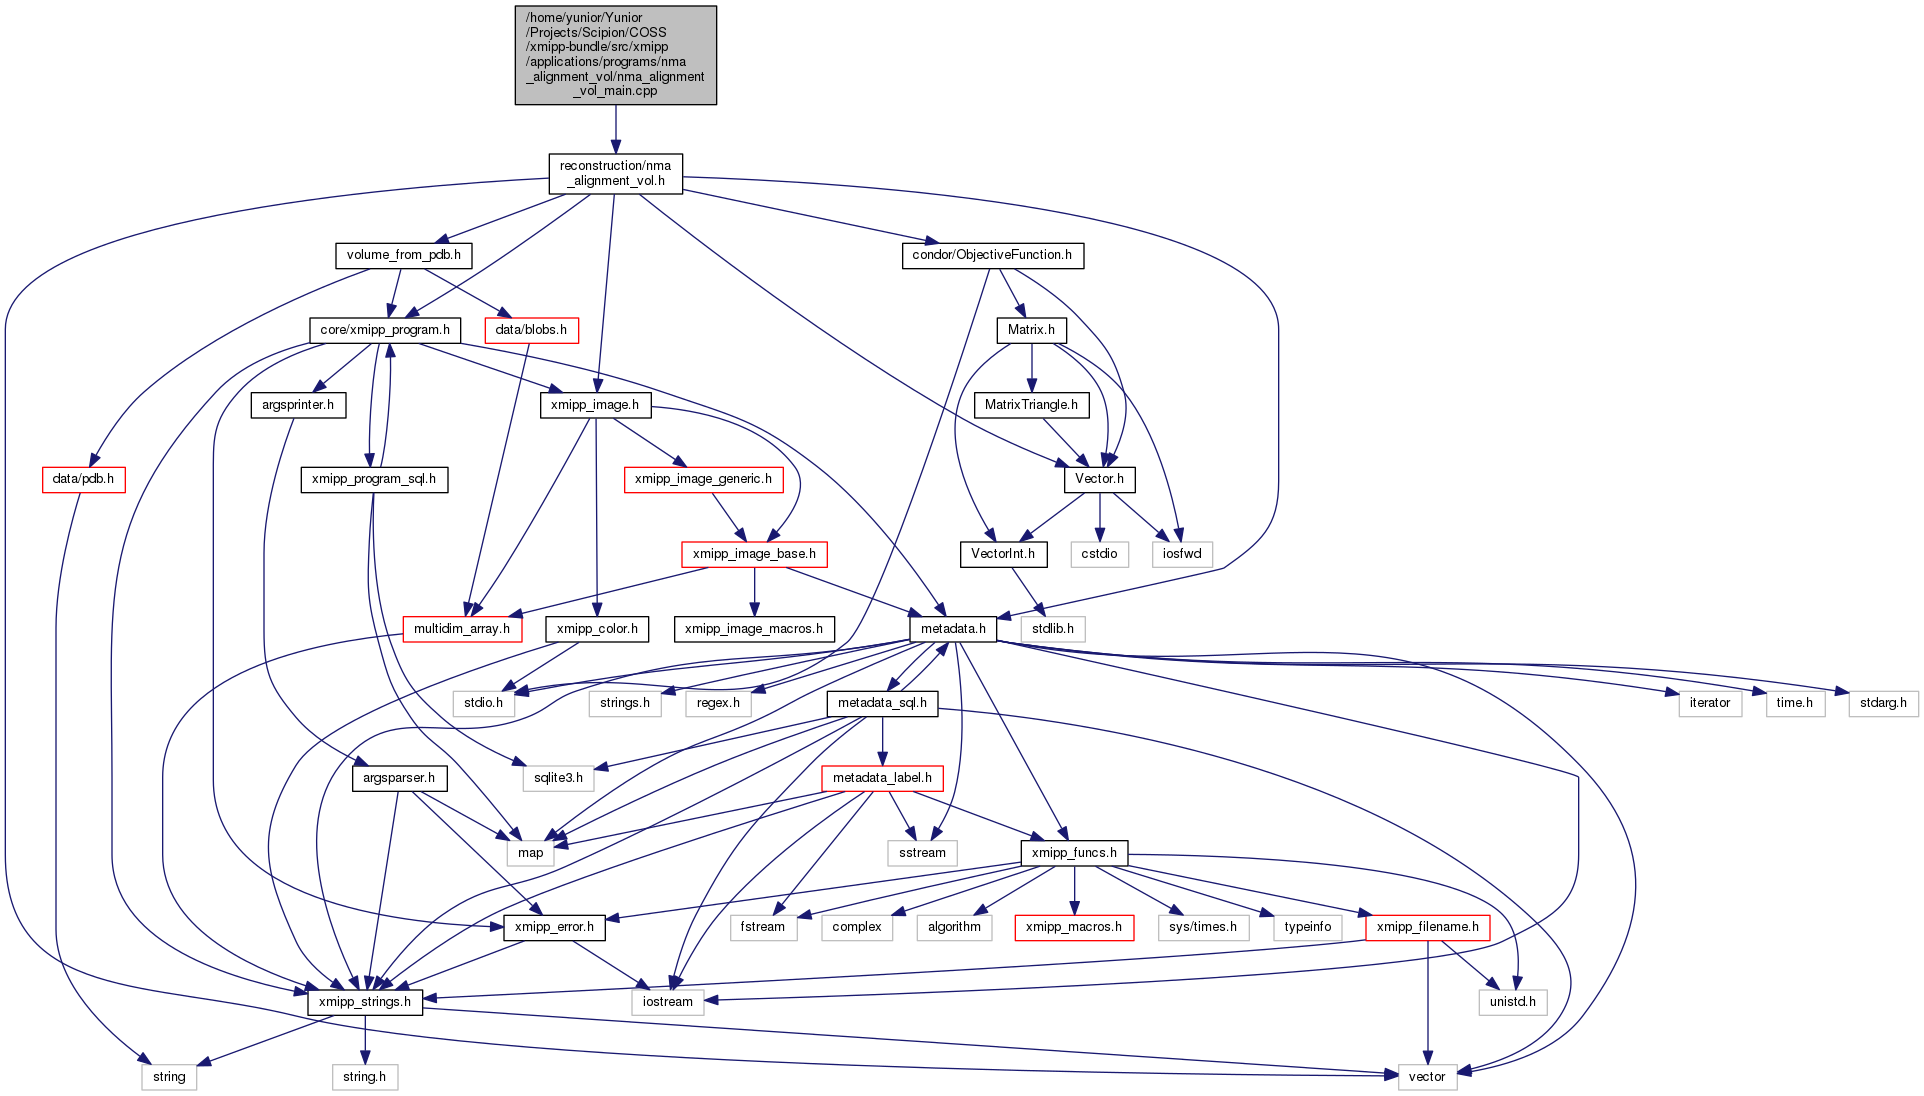 /home/yunior/Yunior
/Projects/Scipion/COSS
/xmipp-bundle/src/xmipp
/applications/programs/nma
_alignment_vol/nma_alignment
_vol_main.cpp
reconstruction/nma
_alignment_vol.h
volume_from_pdb.h
condor/ObjectiveFunction.h
core/xmipp_program.h
data/blobs.h
Matrix.h
argsprinter.h
xmipp_image.h
MatrixTriangle.h
data/pdb.h
xmipp_program_sql.h
xmipp_image_generic.h
Vector.h
xmipp_image_base.h
VectorInt.h
cstdio
iosfwd
multidim_array.h
xmipp_color.h
xmipp_image_macros.h
metadata.h
stdlib.h
stdio.h
strings.h
regex.h
metadata_sql.h
iterator
time.h
stdarg.h
argsparser.h
sqlite3.h
metadata_label.h
map
sstream
xmipp_funcs.h
xmipp_error.h
fstream
complex
algorithm
xmipp_macros.h
sys/times.h
typeinfo
xmipp_filename.h
xmipp_strings.h
iostream
unistd.h
string
string.h
vector